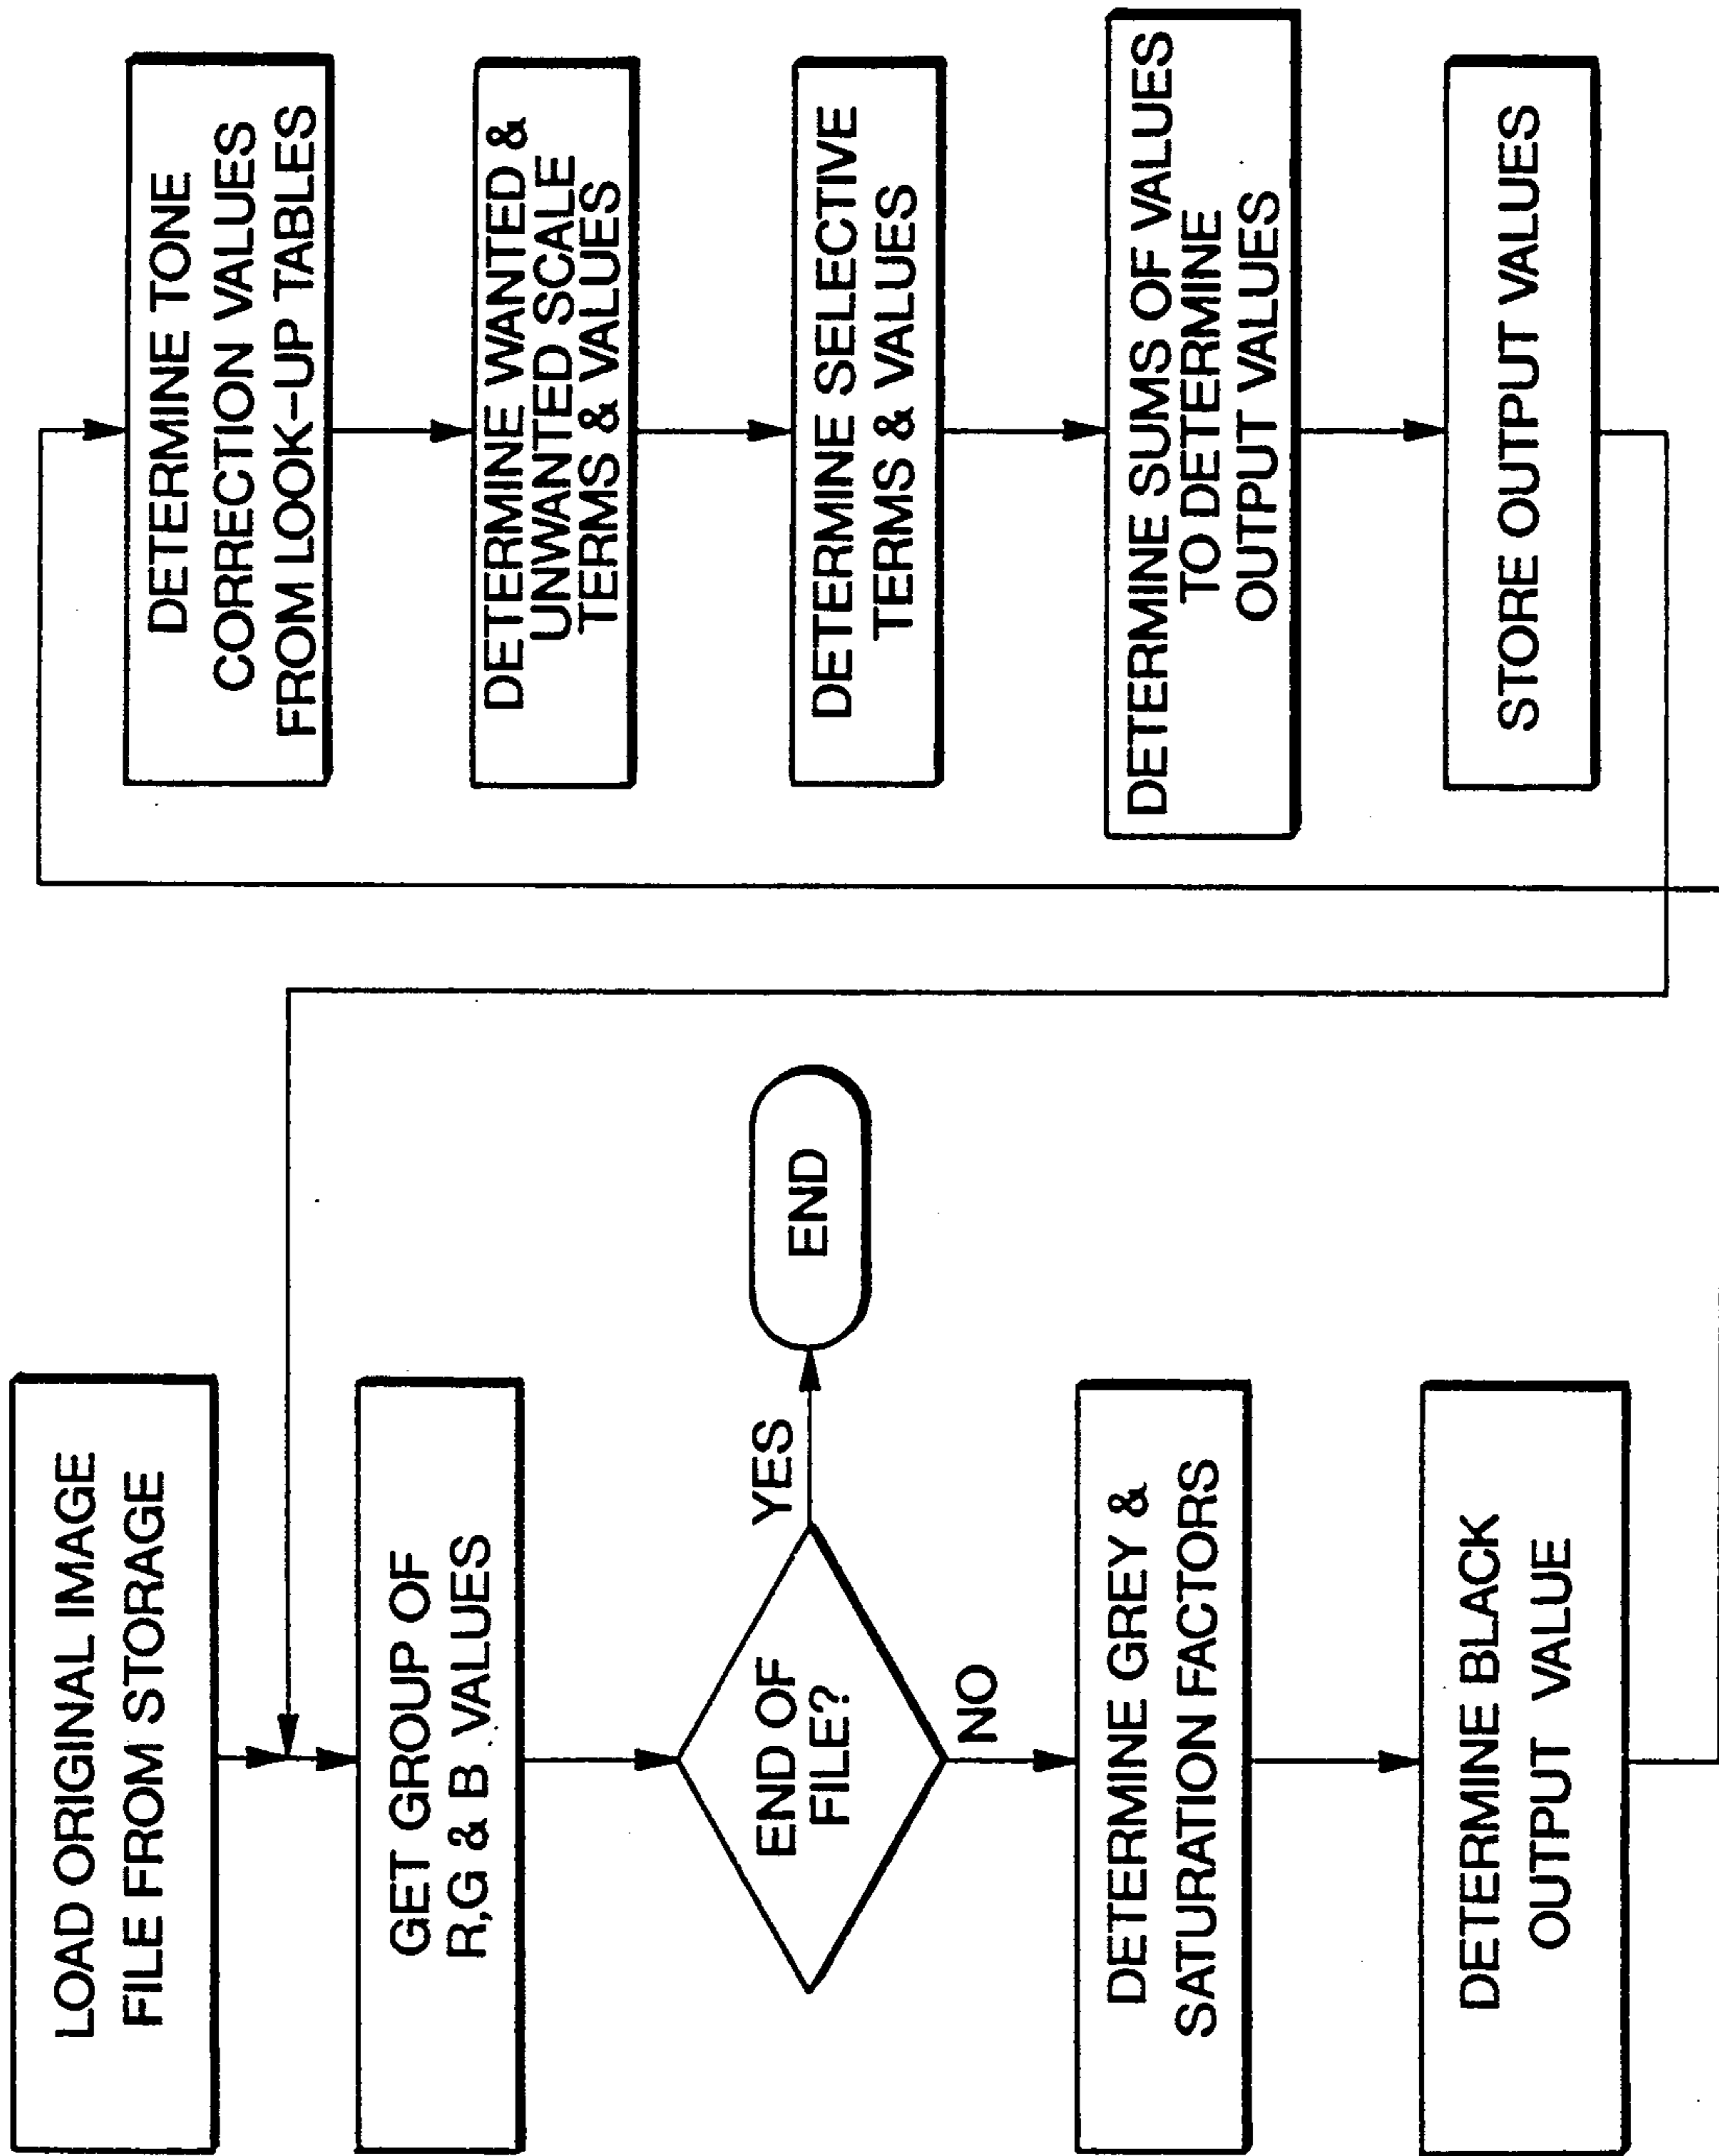 LOAD ORIGINAL IMAGE
FILE FROM STORAGE
GET GROUP OF
R,G & B VALUES
END OF
FILE?
YES
END
NO
DETERMINE GREY &
SATURATION FACTORS
DETERMINE BLACK
OUTPUT VALUE
DETERMINE TONE
CORRECTION VALUES
FROM LOOK-UP TABLES
DETERMINE WANTED &
UNWANTED SCALE
TERMS & VALUES
DETERMINE SELECTIVE
TERMS & VALUES
DETERMINE SUMS OF VALUES
TO DETERMINE
OUTPUT VALUES
STORE OUTPUT VALUES